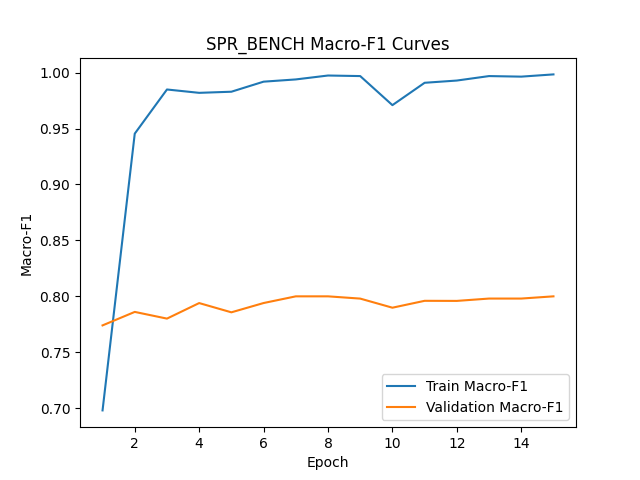 SPR_BENCH Macro-F1 Curves
1.00
0.95
0.90
0.85
0.80
0.75
0.70
Macro-F1
2
4
6
8
10
12
14
Epoch
Train Macro-F1
Validation Macro-F1